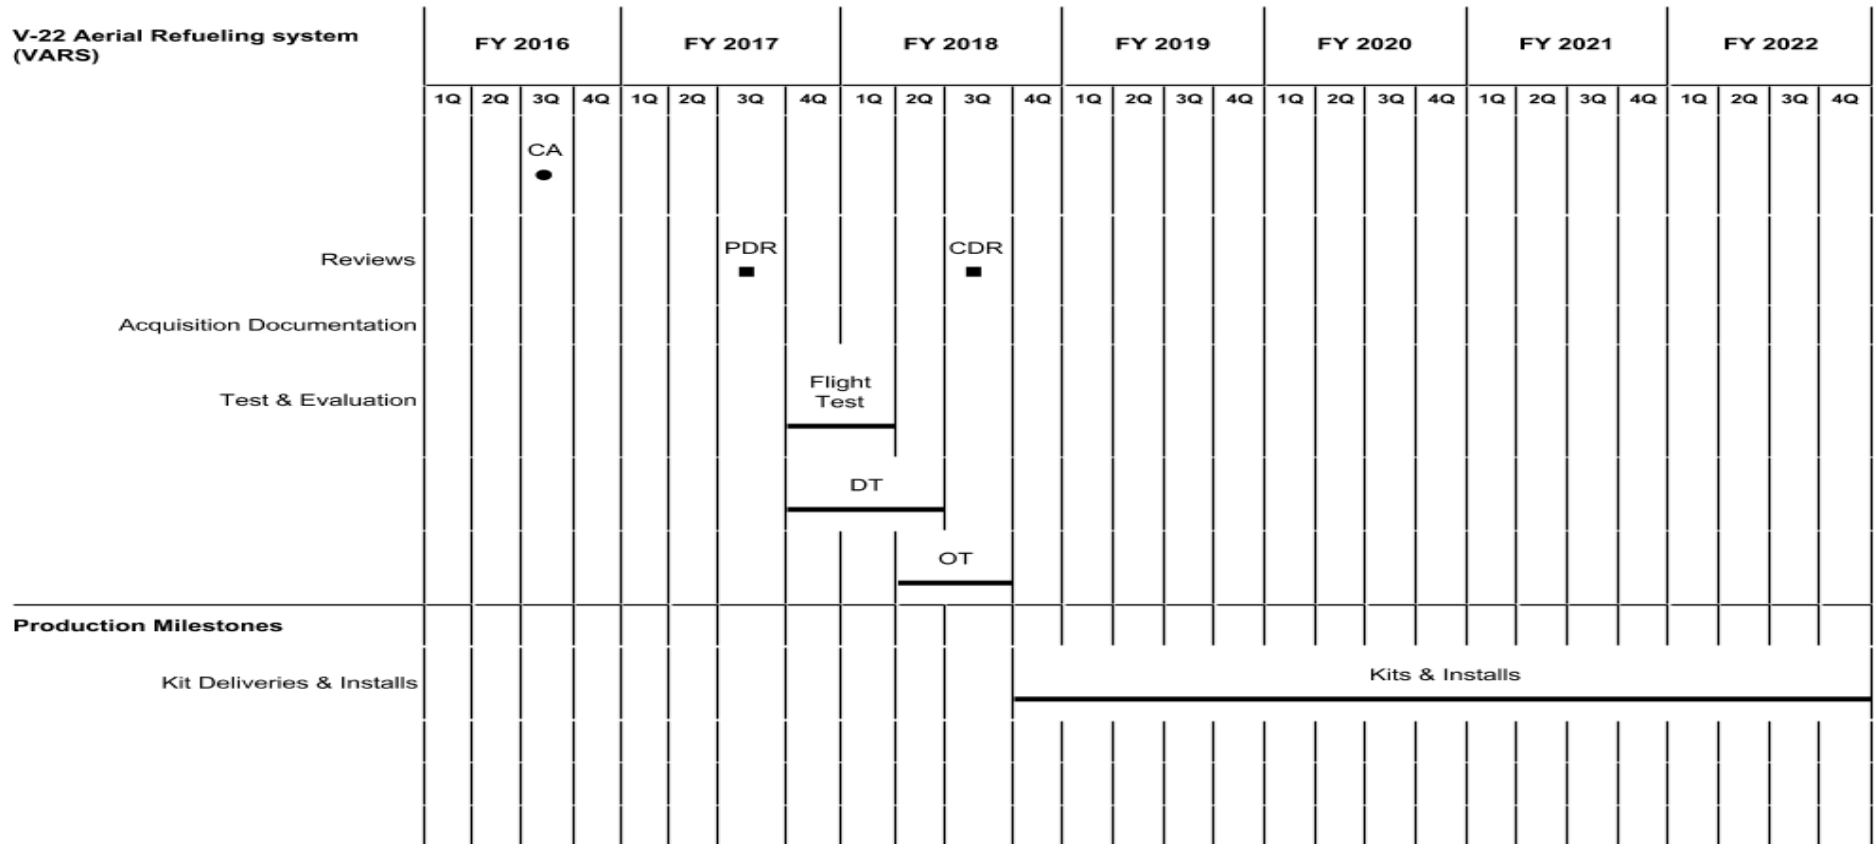 V-22 Aerial Refueling system
(VARS)
FY 2016 FY 2017 FY 2018 FY 2019 FY 2020 FY 2021 FY 2022
1Q 2Q 3Q 4Q 1Q 2Q 3Q 4Q 1Q 2Q 3Q 4Q 1Q 2Q 3Q 4Q 1Q 2Q 3Q 4Q 1Q 2Q 3Q 4Q 1Q 2Q 3Q 4Q
CA
PDR CDR
Reviews
Acquisition Documentation
Flight
Test
Test & Evaluation
DT
OT
Production Milestones
Kits & Installs
Kit Deliveries & Installs